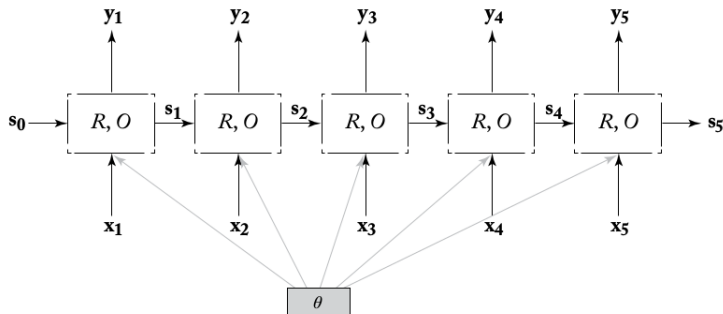 y1 y2 y3 y4 y5
s0 R, O s1 R, O s2 R, O s3 R, O s4 R, O s5
x1 x2 x3 x4 x5
θ